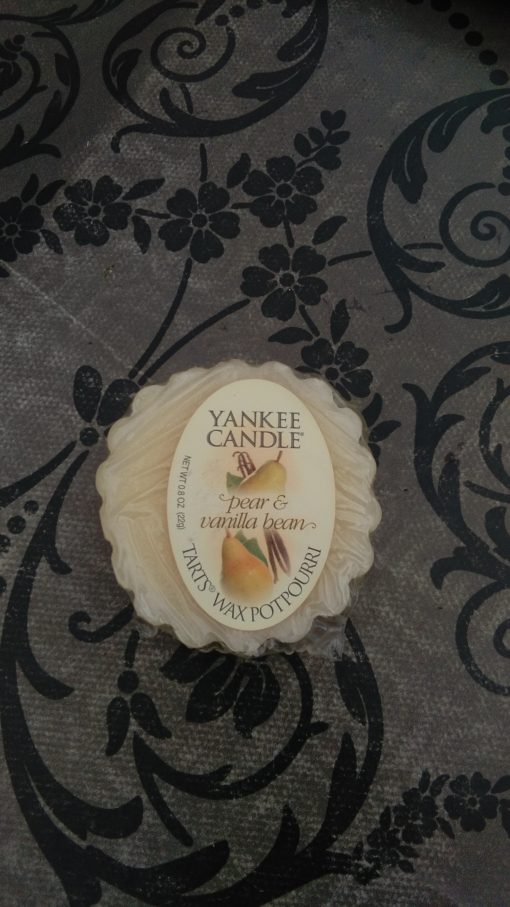 YANKEE
CANDLE®
pear &
vanilla bean
NET WT 0.8 OZ (22g)
TARTS® WAX POTPOURRI